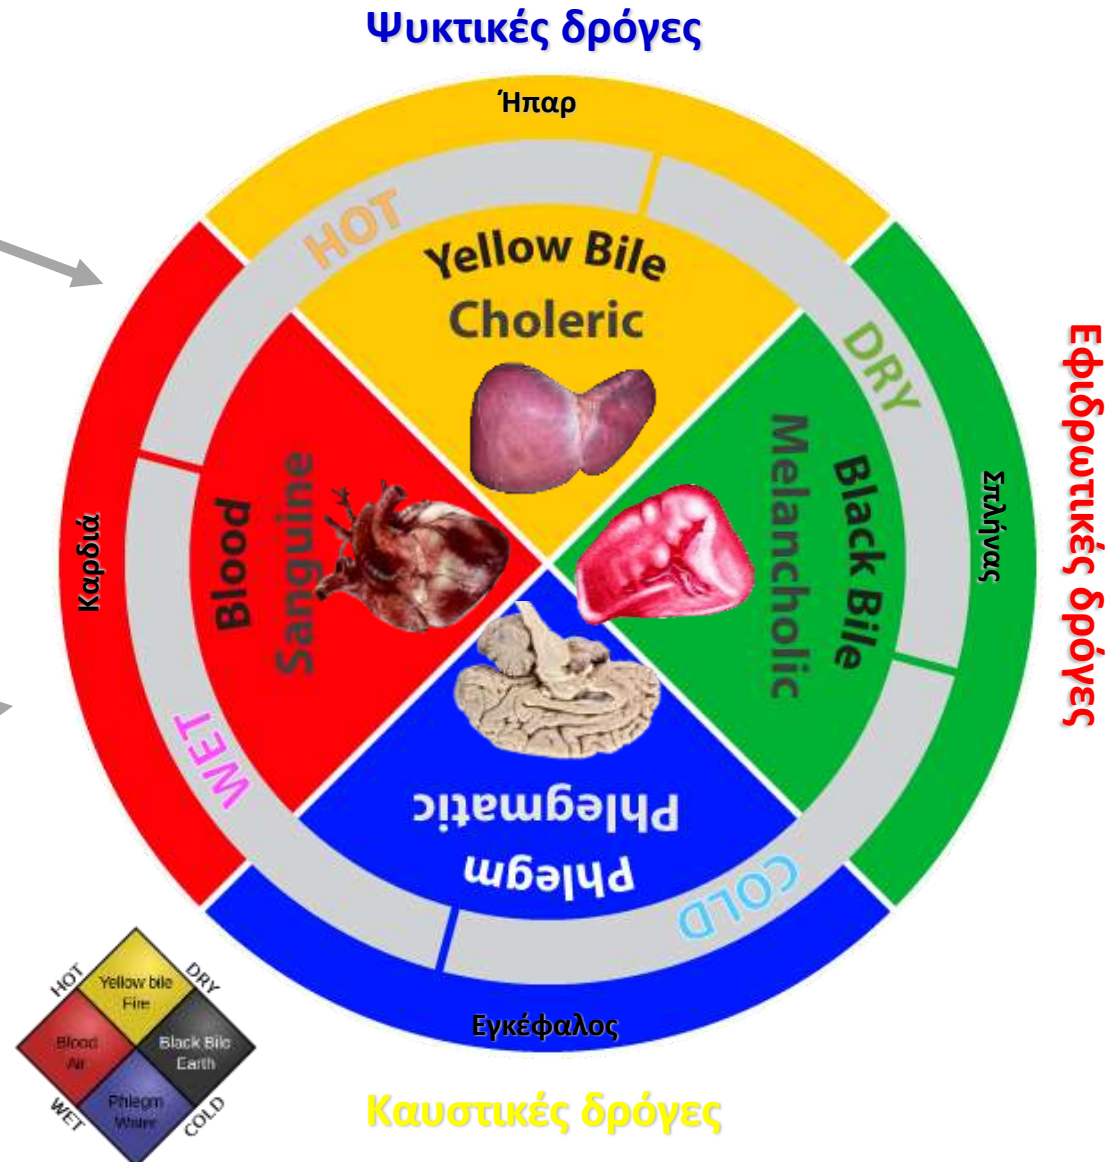 Ψυκτικές δρόγες
Ήπαρ
HOT
Yellow Bile
Choleric
DRY
Black Bile
Melancholic
Σπλήνας
Εφιδρωτικές δρόγες
Καρδιά
Blood
Sanguine
WET
Phlegmatic
Phlegm
COLD
Εγκέφαλος
Καυστικές δρόγες
HOT
DRY
Yellow bile
Fire
Blood
Air
Black Bile
Earth
Phlegm
Water
WET
COLD